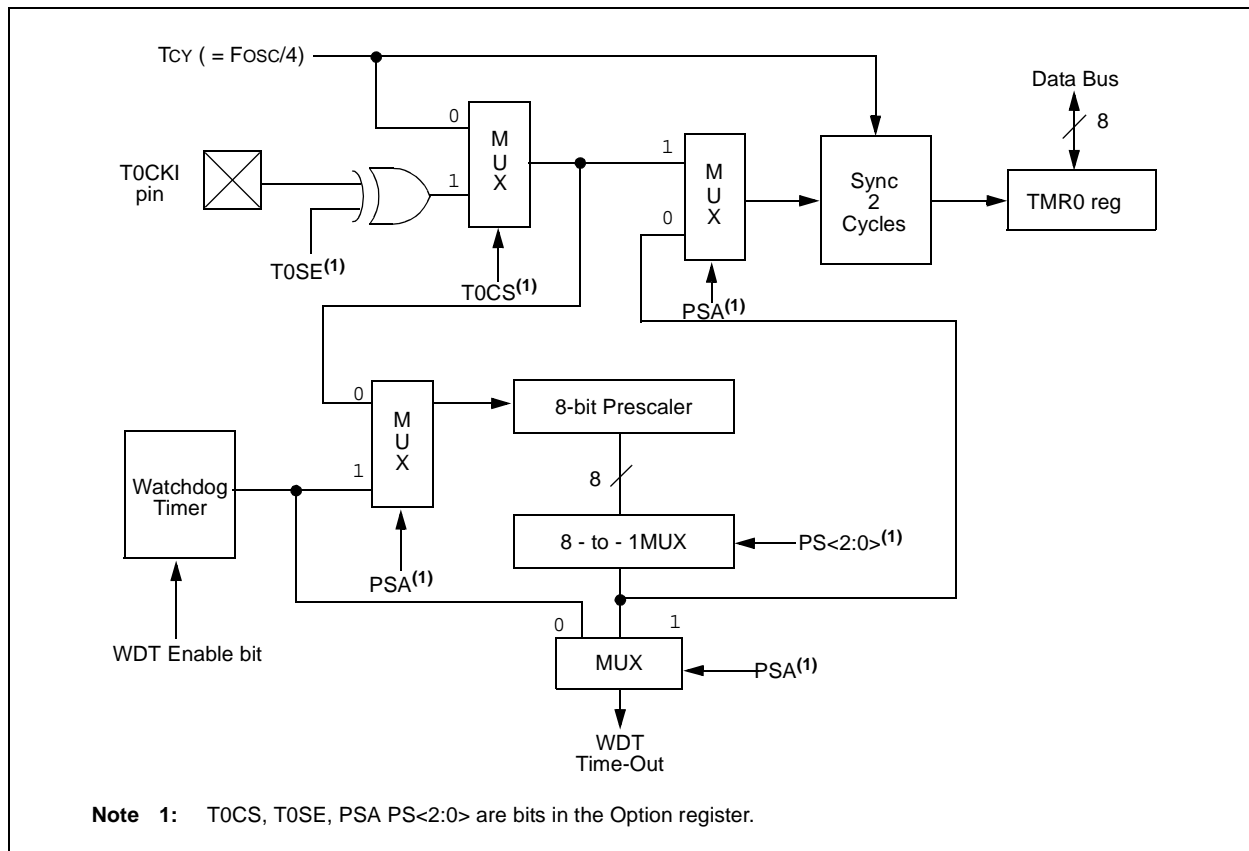 TCY ( = FOSC/4)
Data Bus
0
M
U
X
8
1
M
U
X
T0CKI
pin
1
Sync
2
Cycles
TMR0 reg
0
T0SE(1)
T0CS(1)
PSA(1)
0
M
U
X
8-bit Prescaler
1
8
Watchdog
Timer
8 - to - 1MUX
PS<2:0>(1)
PSA(1)
0
1
WDT Enable bit
MUX
PSA(1)
WDT
Time-Out
Note 1: T0CS, T0SE, PSA PS<2:0> are bits in the Option register.